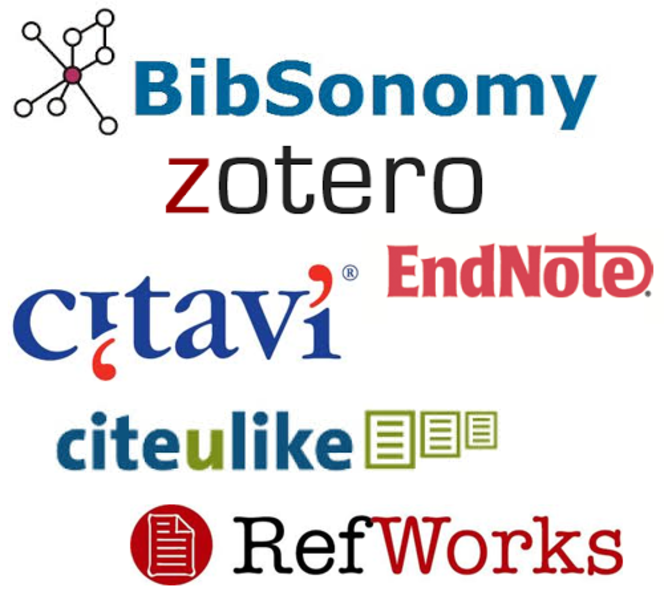 BibSonomy
zotero
EndNote®
citavi®
citeulike
RefWorks